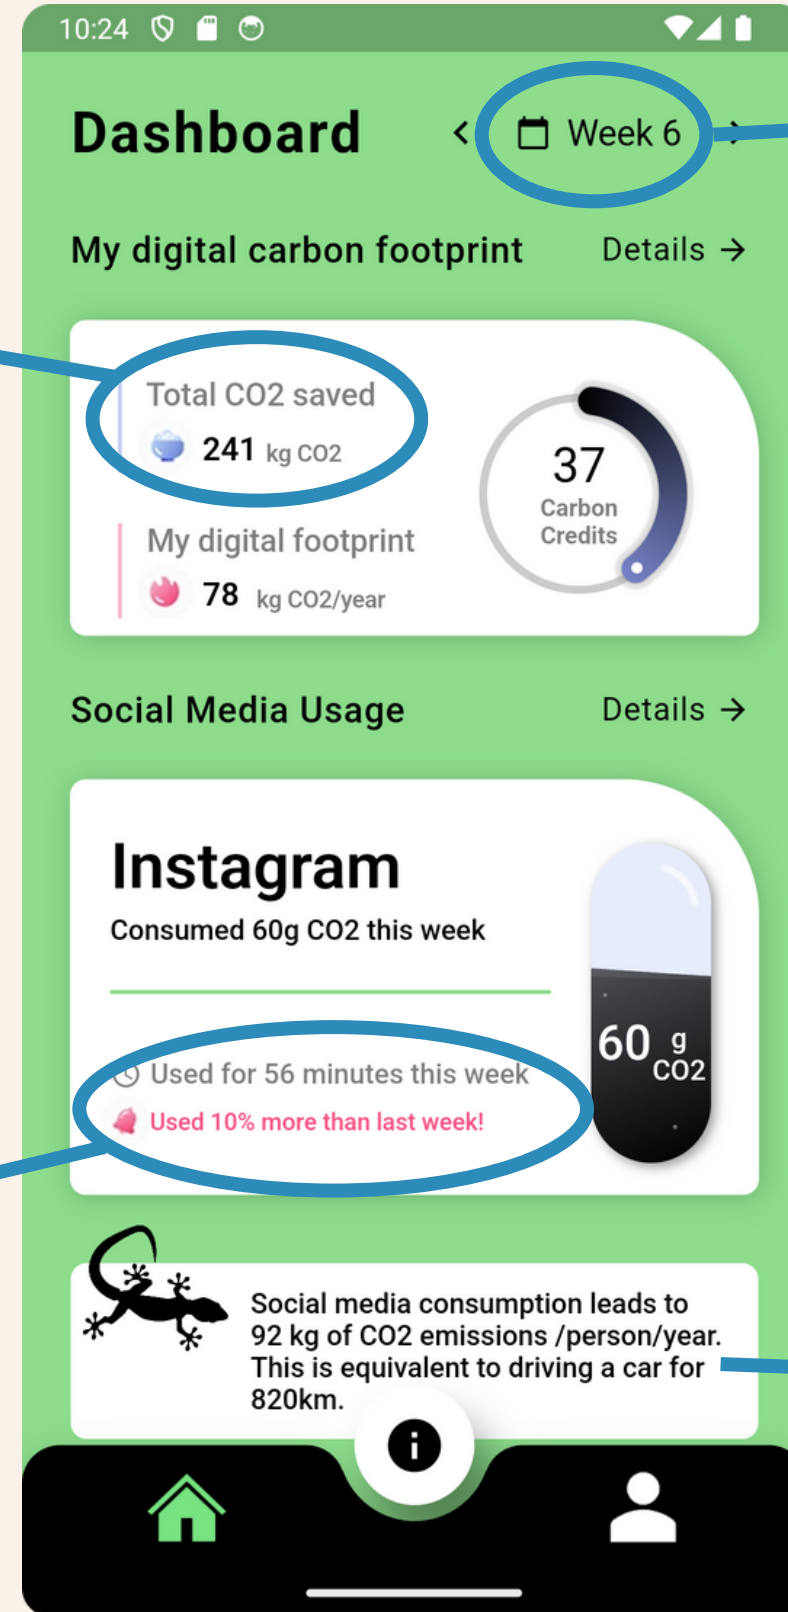 10:24
Dashboard
Week 6
My digital carbon footprint
Details
Total CO2 saved
241 kg CO2
My digital footprint
78 kg CO2/year
37
Carbon
Credits
Social Media Usage
Details
Instagram
Consumed 60g CO2 this week
Used for 56 minutes this week
Used 10% more than last week!
60 g
CO2
Social media consumption leads to
92 kg of CO2 emissions /person/year.
This is equivalent to driving a car for
820km.